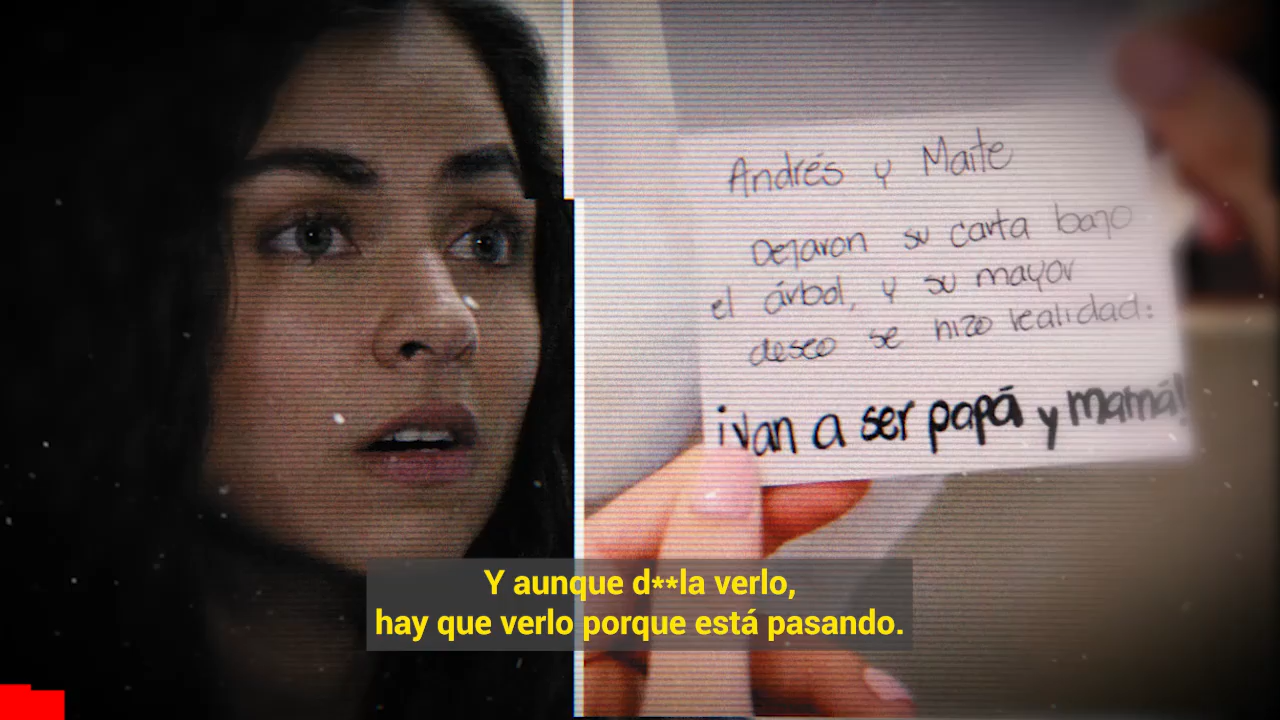 Andrés y Maite
Dejaron su carta bajo
el árbol, y su mayor
deseo se hizo realidad:
¡Van a ser papá y mamá!
Y aunque d**la verlo,
hay que verlo porque está pasando.